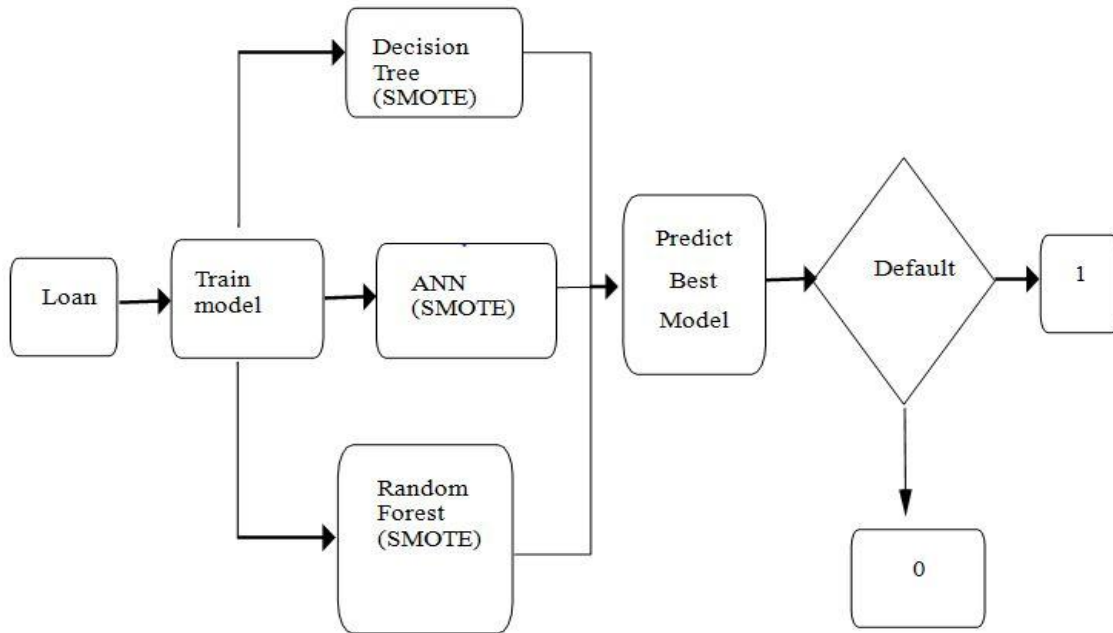 Decision
Tree
(SMOTE)
Loan
Train
model
ANN
(SMOTE)
Random
Forest
(SMOTE)
Predict
Best
Model
Default
1
0